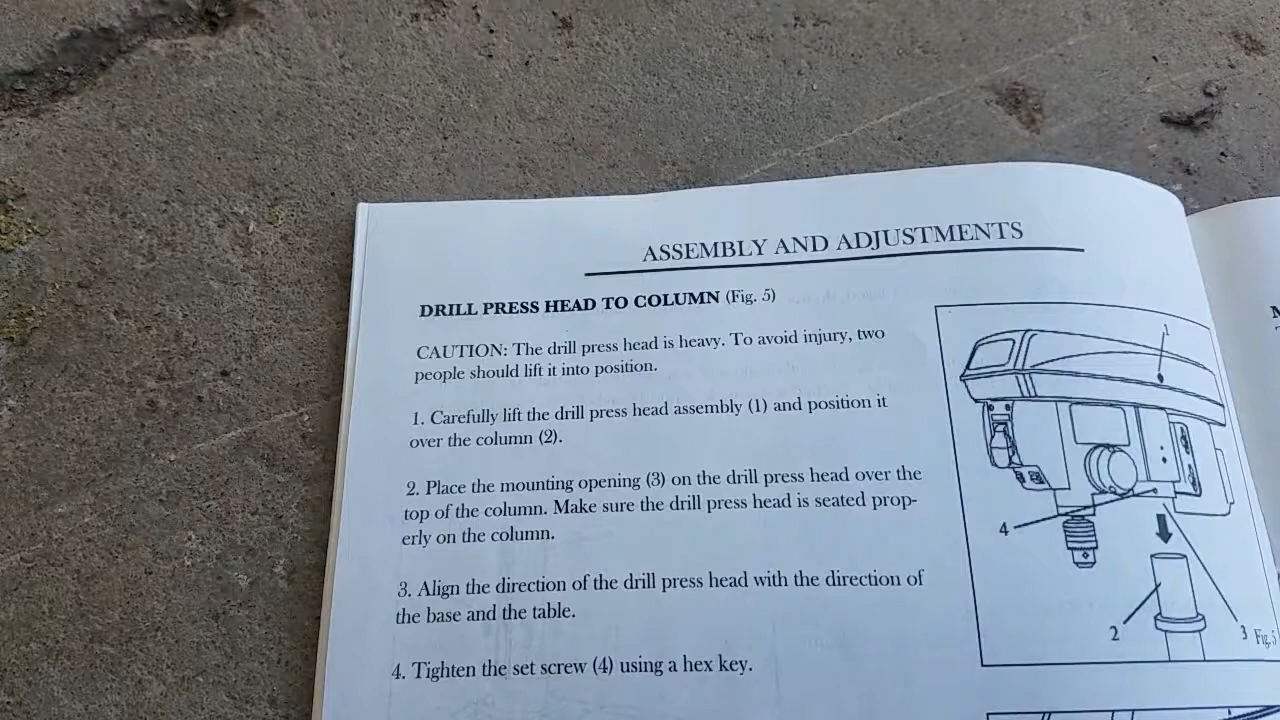 ASSEMBLY AND ADJUSTMENTS
DRILL PRESS HEAD TO COLUMN (Fig. 5)
CAUTION: The drill press head is heavy. To avoid injury, two
people should lift it into position.
1. Carefully lift the drill press head assembly (1) and position it
over the column (2).
2. Place the mounting opening (3) on the drill press head over the
top of the column. Make sure the drill press head is seated prop-
erly on the column.
3. Align the direction of the drill press head with the direction of
the base and the table.
4. Tighten the set screw (4) using a hex key.
1
4
2
3
Fig.5